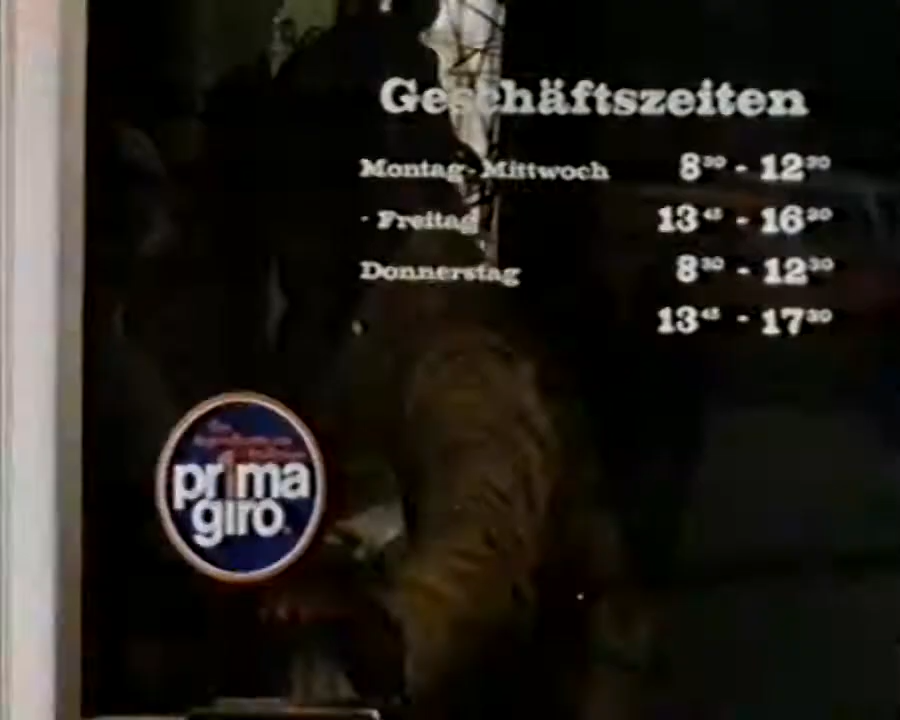 Geschäftszeiten
Montag - Mittwoch 8³⁰ - 12³⁰
- Freitag 13⁴⁵ - 16³⁰
Donnerstag 8³⁰ - 12³⁰
13⁴⁵ - 17³⁰
prima
giro